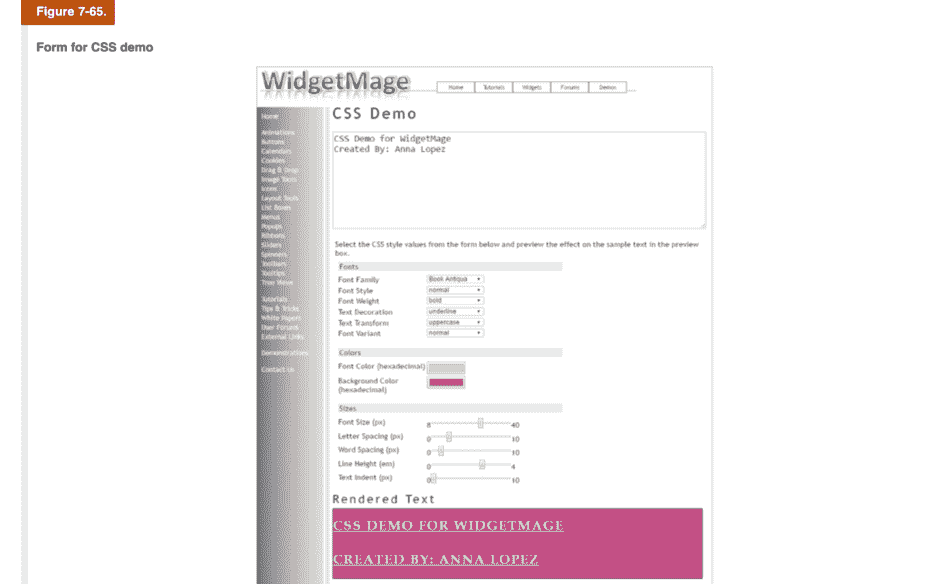 Figure 7-65.
Form for CSS demo
WidgetMage
Home Tutorials Widgets Forums Demos
CSS Demo
CSS Demo for WidgetMage
Created By: Anna Lopez
Home
Animations
Buttons
Calendars
Cookies
Drag & Drop
Image Tools
Icons
Layout Tools
List Boxes
Menus
Popups
Ribbons
Sliders
Spinners
Toolbars
Tooltips
Tree Views
Tutorials
Tips & Tricks
White Papers
User Forums
External Links
Demonstrations
Contact Us
Select the CSS style values from the form below and preview the effect on the sample text in the preview
box.
Fonts
Font Family Book Antiqua
Font Style normal
Font Weight bold
Text Decoration underline
Text Transform uppercase
Font Variant normal
Colors
Font Color (hexadecimal)
Background Color
(hexadecimal)
Sizes
Font Size (px) 8 40
Letter Spacing (px) 0 10
Word Spacing (px) 0 10
Line Height (em) 0 4
Text Indent (px) 0 10
Rendered Text
CSS DEMO FOR WIDGETMAGE
CREATED BY: ANNA LOPEZ